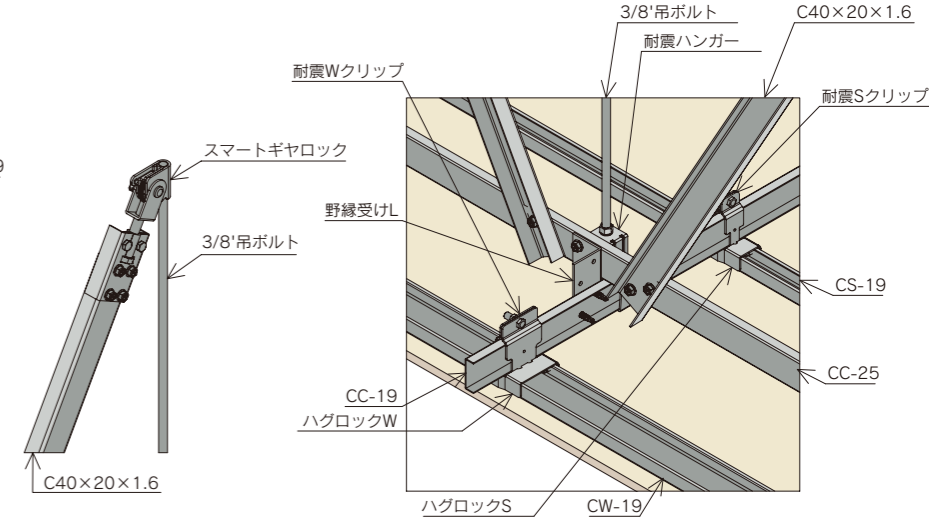 9
スマートギヤロック
3/8'吊ボルト
C40×20×1.6
3/8'吊ボルト
C40×20×1.6
耐震ハンガー
耐震Wクリップ
耐震Sクリップ
野縁受けL
CS-19
CC-25
CC-19
ハグロックW
ハグロックS
CW-19